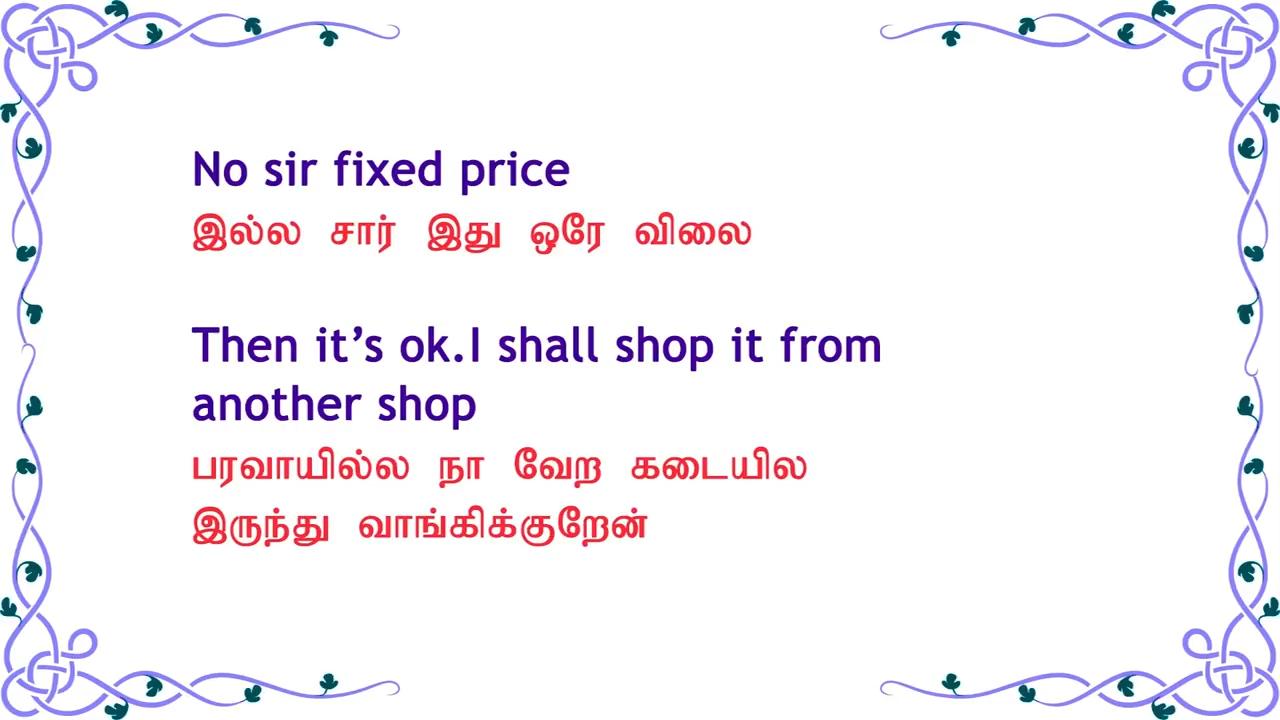 No sir fixed price
இல்ல சார் இது ஒரே விலை
Then it’s ok.I shall shop it from
another shop
பரவாயில்ல நா வேற கடையில
இருந்து வாங்கிக்குறேன்